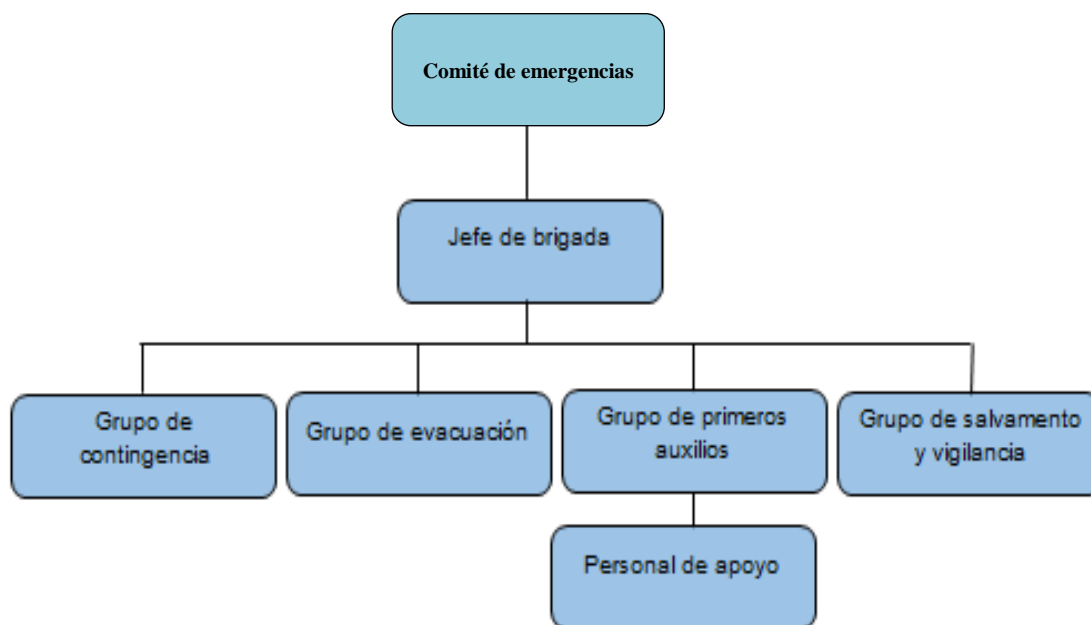 Comité de emergencias
Jefe de brigada
Grupo de
contingencia
Grupo de evacuación
Grupo de primeros
auxilios
Grupo de salvamento
y vigilancia
Personal de apoyo